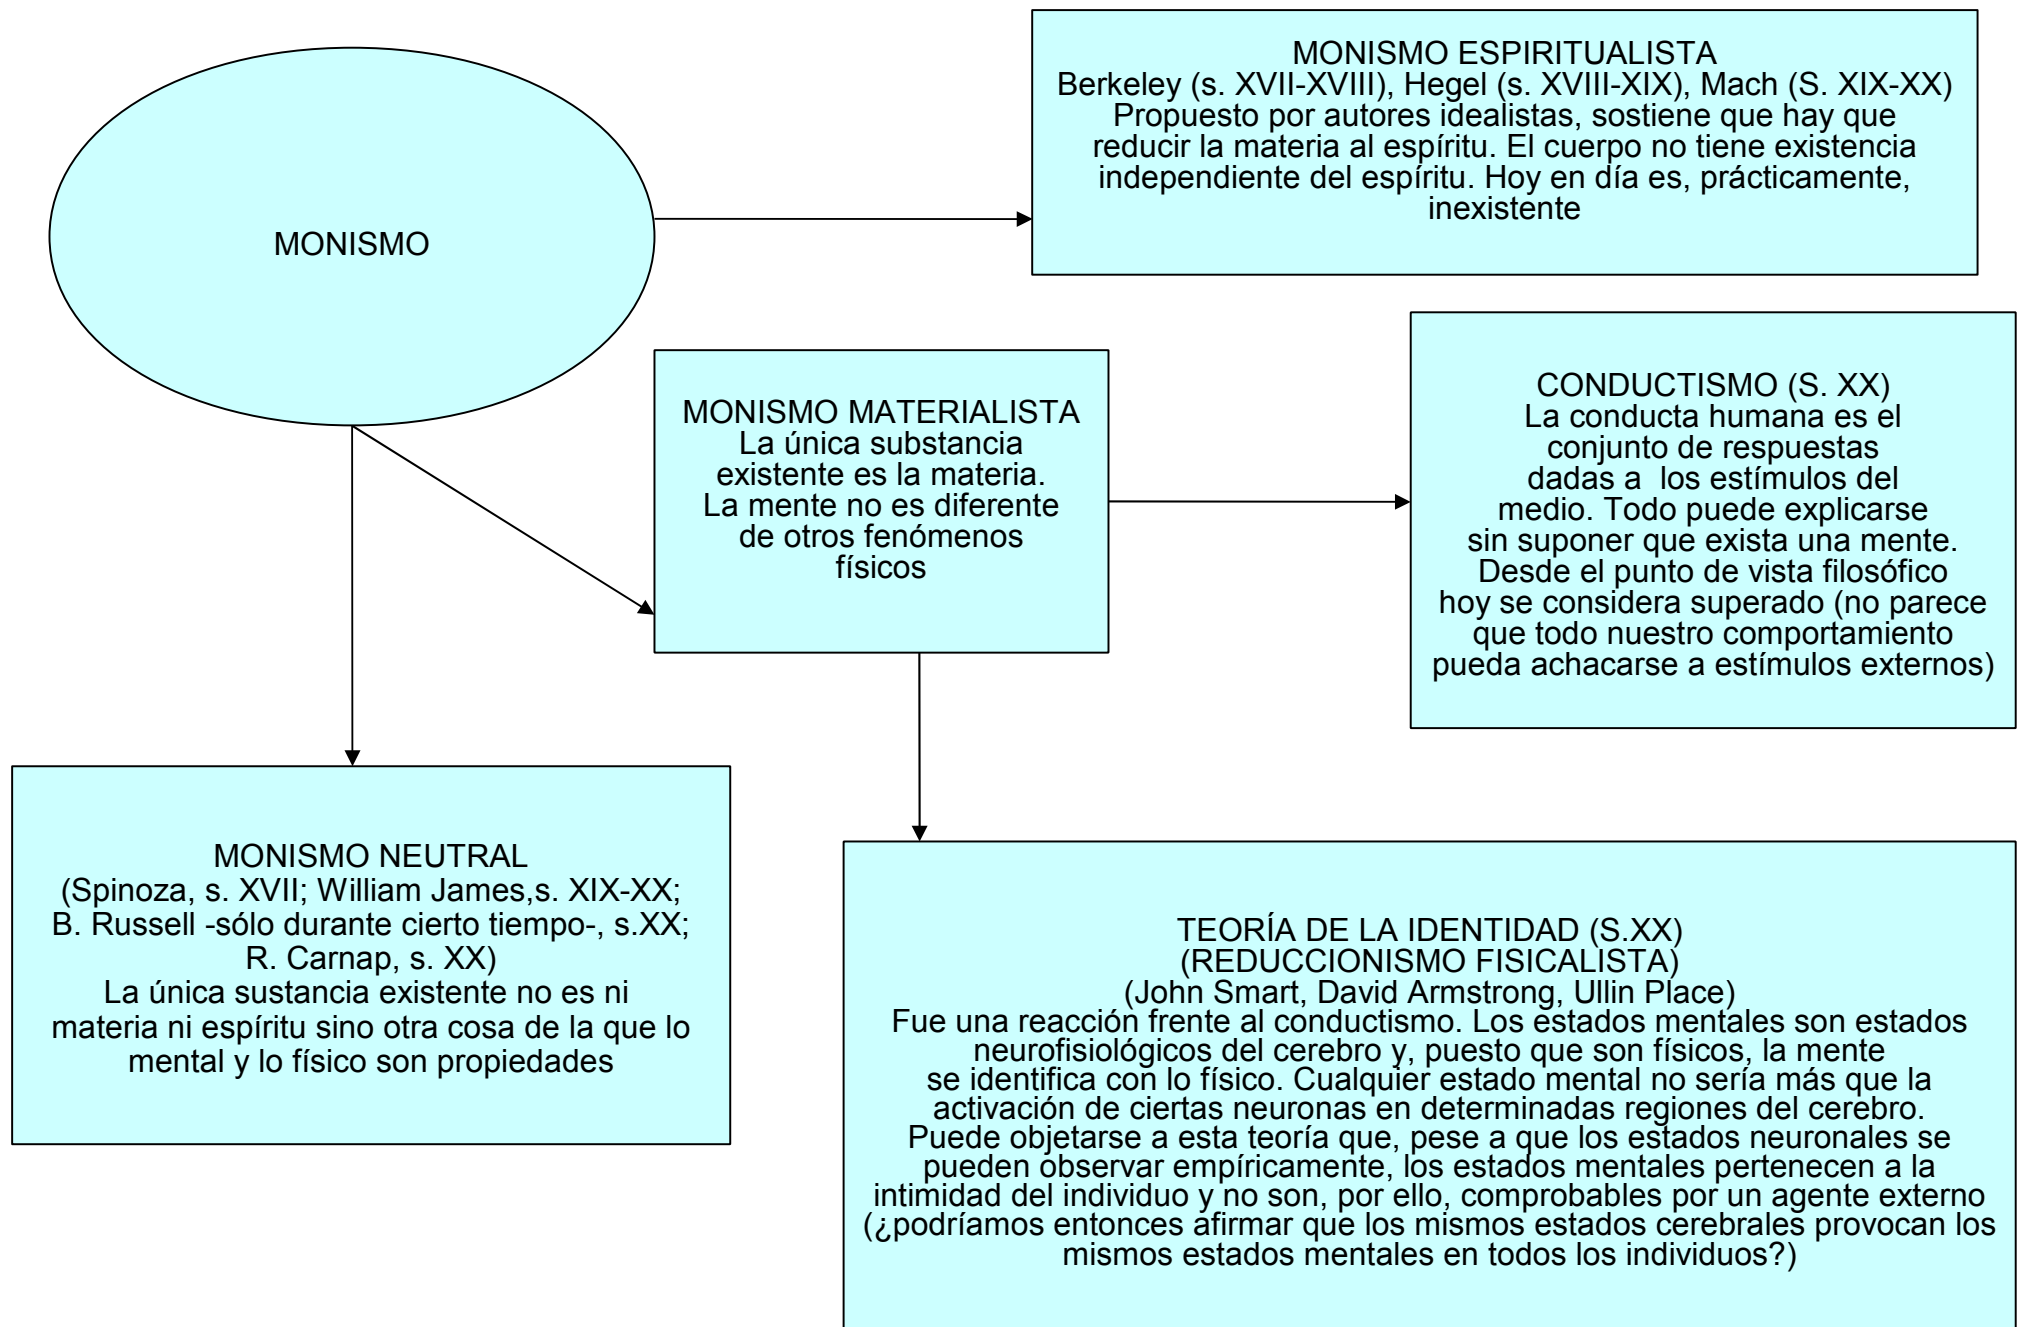 MONISMO
MONISMO ESPIRITUALISTA
Berkeley (s. XVII-XVIII), Hegel (s. XVIII-XIX), Mach (S. XIX-XX)
Propuesto por autores idealistas, sostiene que hay que
reducir la materia al espíritu. El cuerpo no tiene existencia
independiente del espíritu. Hoy en día es, prácticamente,
inexistente
MONISMO MATERIALISTA
La única substancia
existente es la materia.
La mente no es diferente
de otros fenómenos
físicos
CONDUCTISMO (S. XX)
La conducta humana es el
conjunto de respuestas
dadas a  los estímulos del
medio. Todo puede explicarse
sin suponer que exista una mente.
Desde el punto de vista filosófico
hoy se considera superado (no parece
que todo nuestro comportamiento
pueda achacarse a estímulos externos)
MONISMO NEUTRAL
(Spinoza, s. XVII; William James,s. XIX-XX;
B. Russell -sólo durante cierto tiempo-, s.XX;
R. Carnap, s. XX)
La única sustancia existente no es ni
materia ni espíritu sino otra cosa de la que lo
mental y lo físico son propiedades
TEORÍA DE LA IDENTIDAD (S.XX)
(REDUCCIONISMO FISICALISTA)
(John Smart, David Armstrong, Ullin Place)
Fue una reacción frente al conductismo. Los estados mentales son estados
neurofisiológicos del cerebro y, puesto que son físicos, la mente
se identifica con lo físico. Cualquier estado mental no sería más que la
activación de ciertas neuronas en determinadas regiones del cerebro.
Puede objetarse a esta teoría que, pese a que los estados neuronales se
pueden observar empíricamente, los estados mentales pertenecen a la
intimidad del individuo y no son, por ello, comprobables por un agente externo
(¿podríamos entonces afirmar que los mismos estados cerebrales provocan los
mismos estados mentales en todos los individuos?)